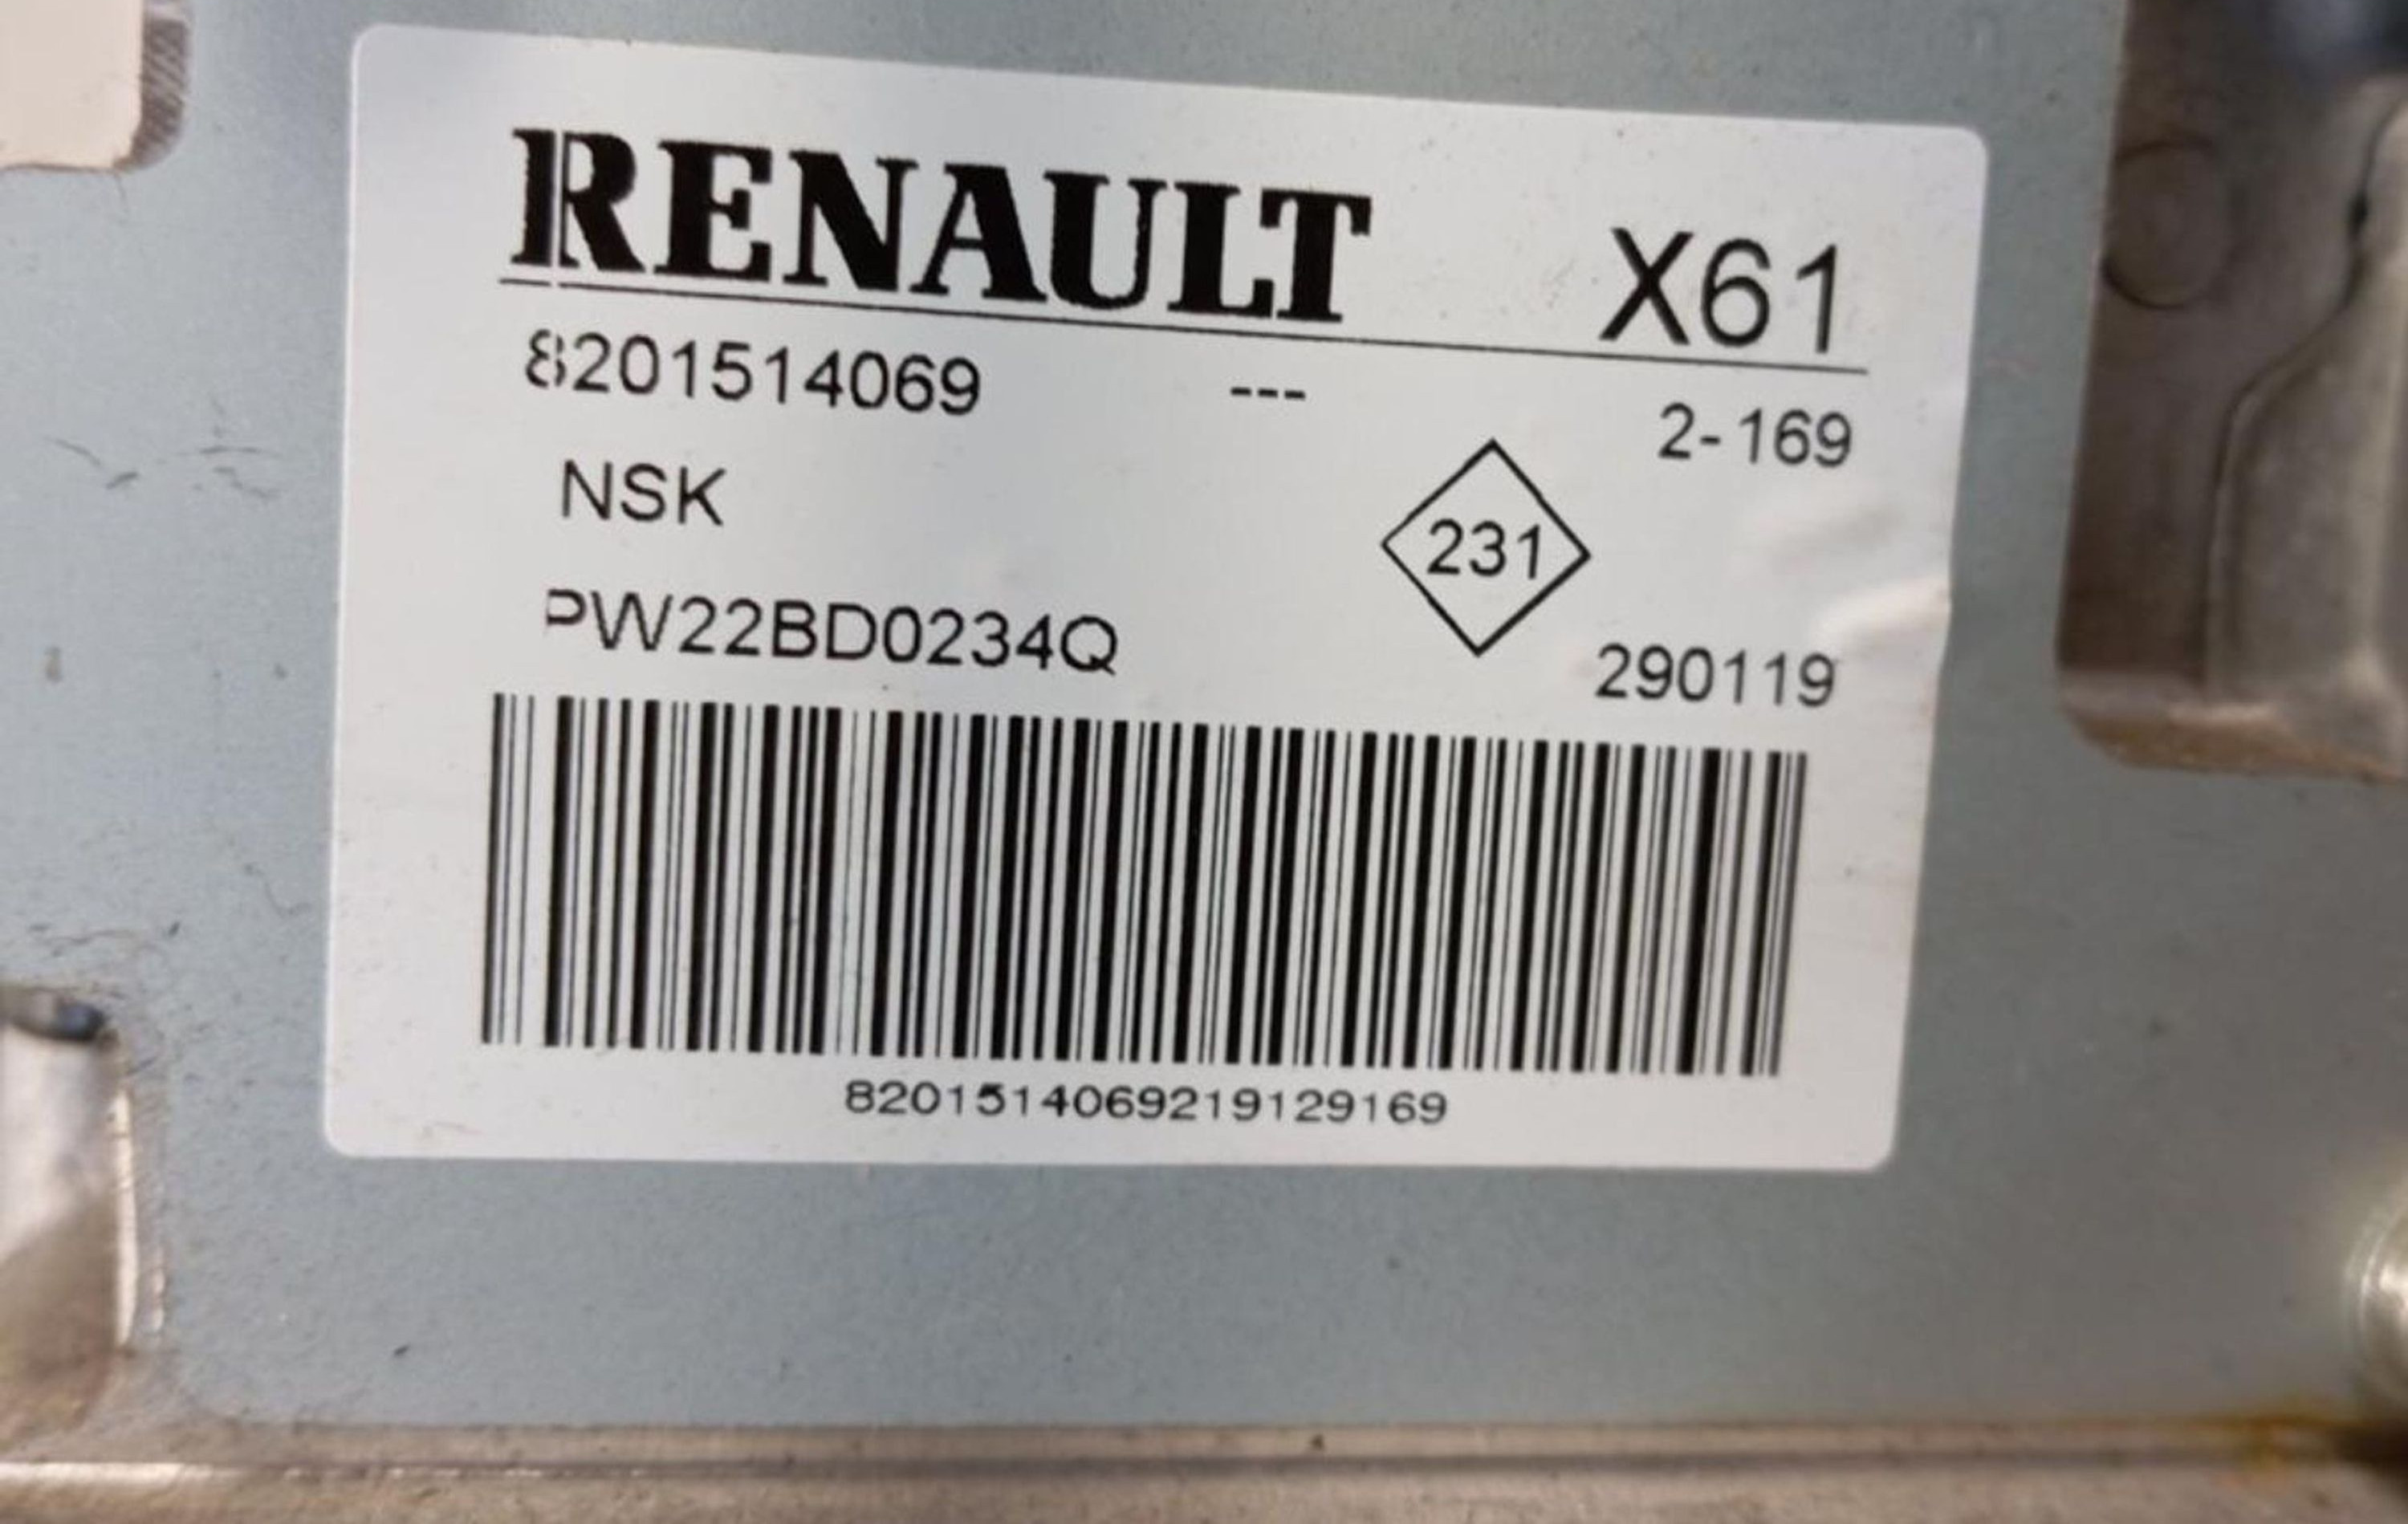 RENAULT X61
8201514069 --- 2-169
NSK
231
PW22BD0234Q
290119
8201514069219129169